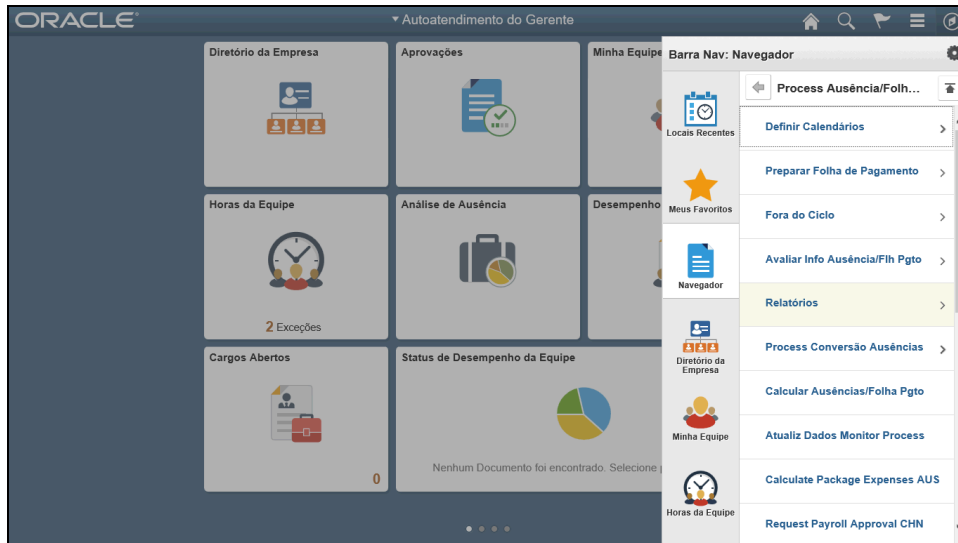 ORACLE
Autoatendimento do Gerente
Diretório da Empresa
Aprovações
Minha Equipe
Horas da Equipe
2 Exceções
Análise de Ausência
Desempenho
Cargos Abertos
0
Status de Desempenho da Equipe
Nenhum Documento foi encontrado. Selecione
Barra Nav: Navegador
Locais Recentes
Meus Favoritos
Navegador
Diretório da
Empresa
Minha Equipe
Horas da Equipe
Process Ausência/Folh...
Definir Calendários
Preparar Folha de Pagamento
Fora do Ciclo
Avaliar Info Ausência/Flh Pgto
Relatórios
Process Conversão Ausências
Calcular Ausências/Folha Pgto
Atualiz Dados Monitor Process
Calculate Package Expenses AUS
Request Payroll Approval CHN